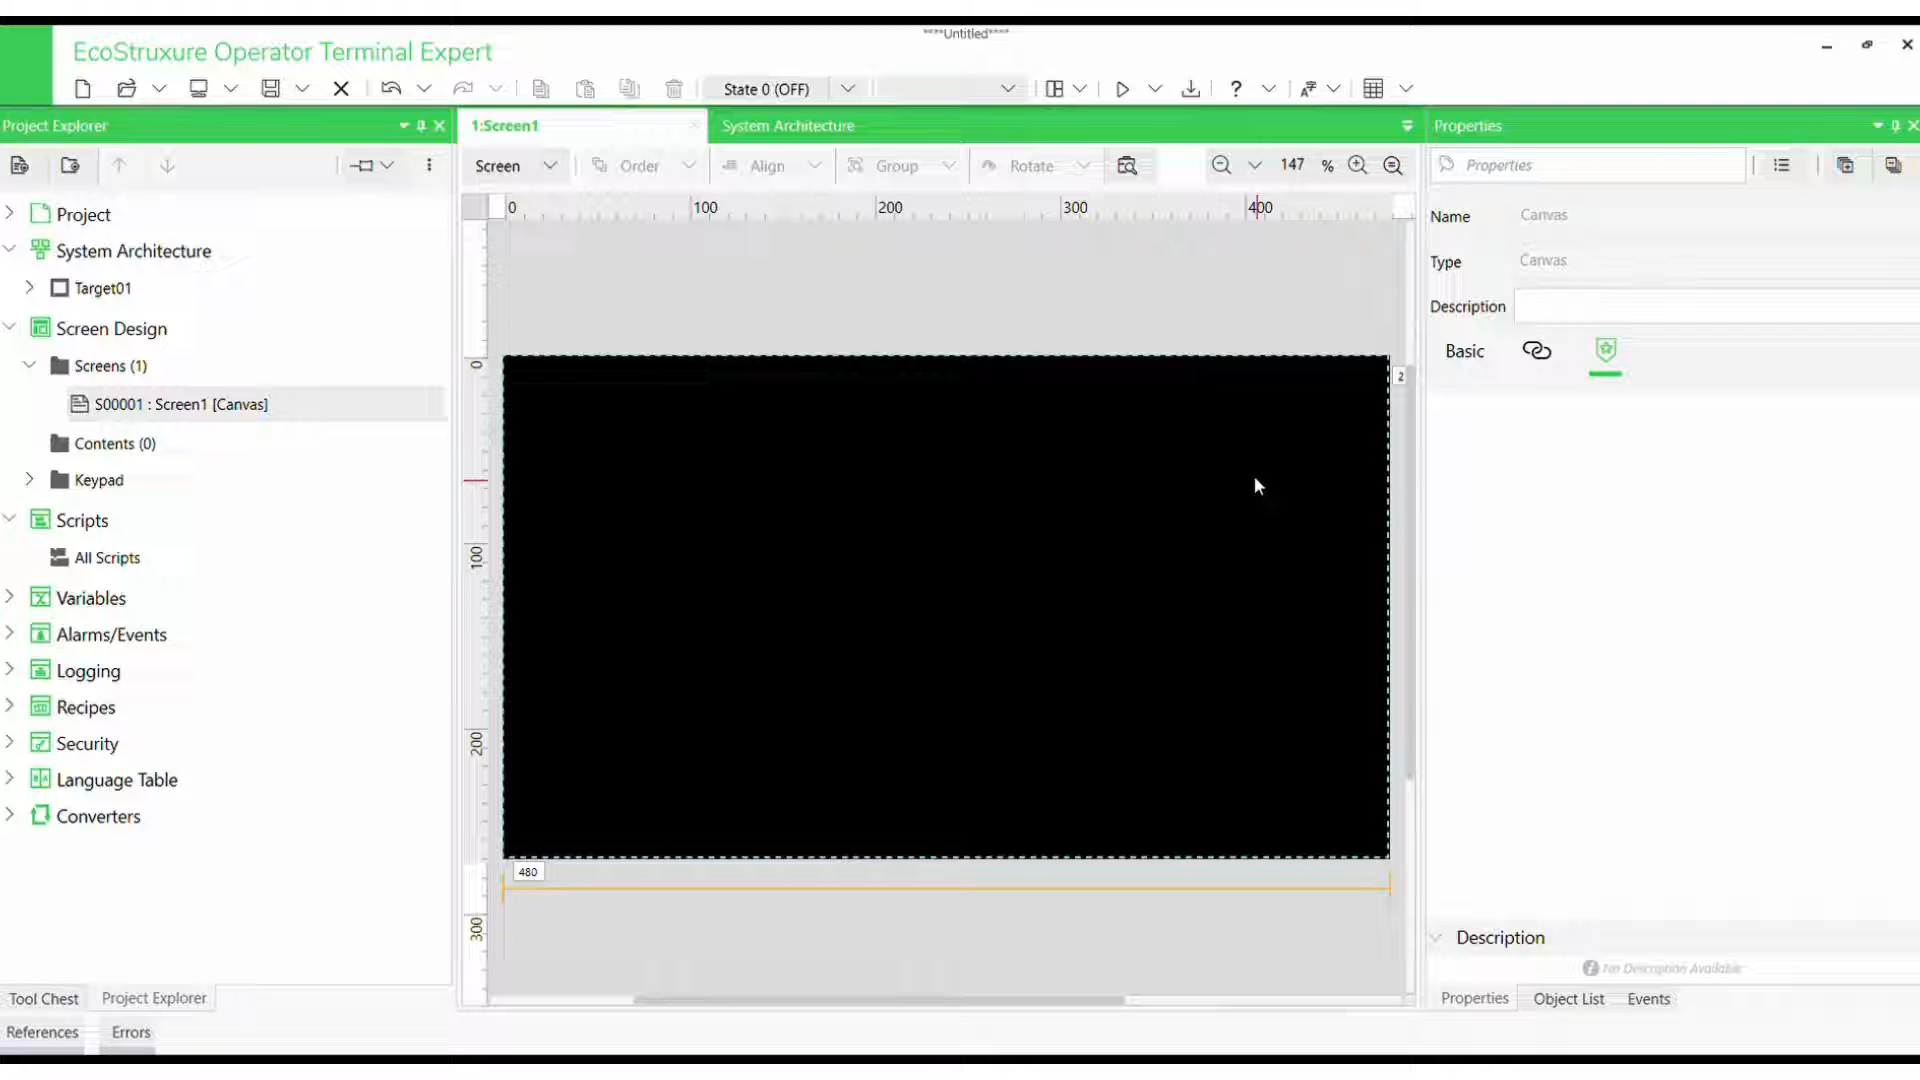 ****Untitled****
EcoStruxure Operator Terminal Expert
State 0 (OFF)
?
Project Explorer
1:Screen1
System Architecture
Properties
Screen
Order
Align
Group
Rotate
147 %
Properties
0
100
200
300
400
Project
System Architecture
Target01
Screen Design
Screens (1)
S00001 : Screen1 [Canvas]
Contents (0)
Keypad
Scripts
All Scripts
Variables
Alarms/Events
Logging
Recipes
Security
Language Table
Converters
0
100
200
300
2
480
Name Canvas
Type Canvas
Description
Basic
Description
No Description Available
Tool Chest
Project Explorer
Properties
Object List
Events
References
Errors